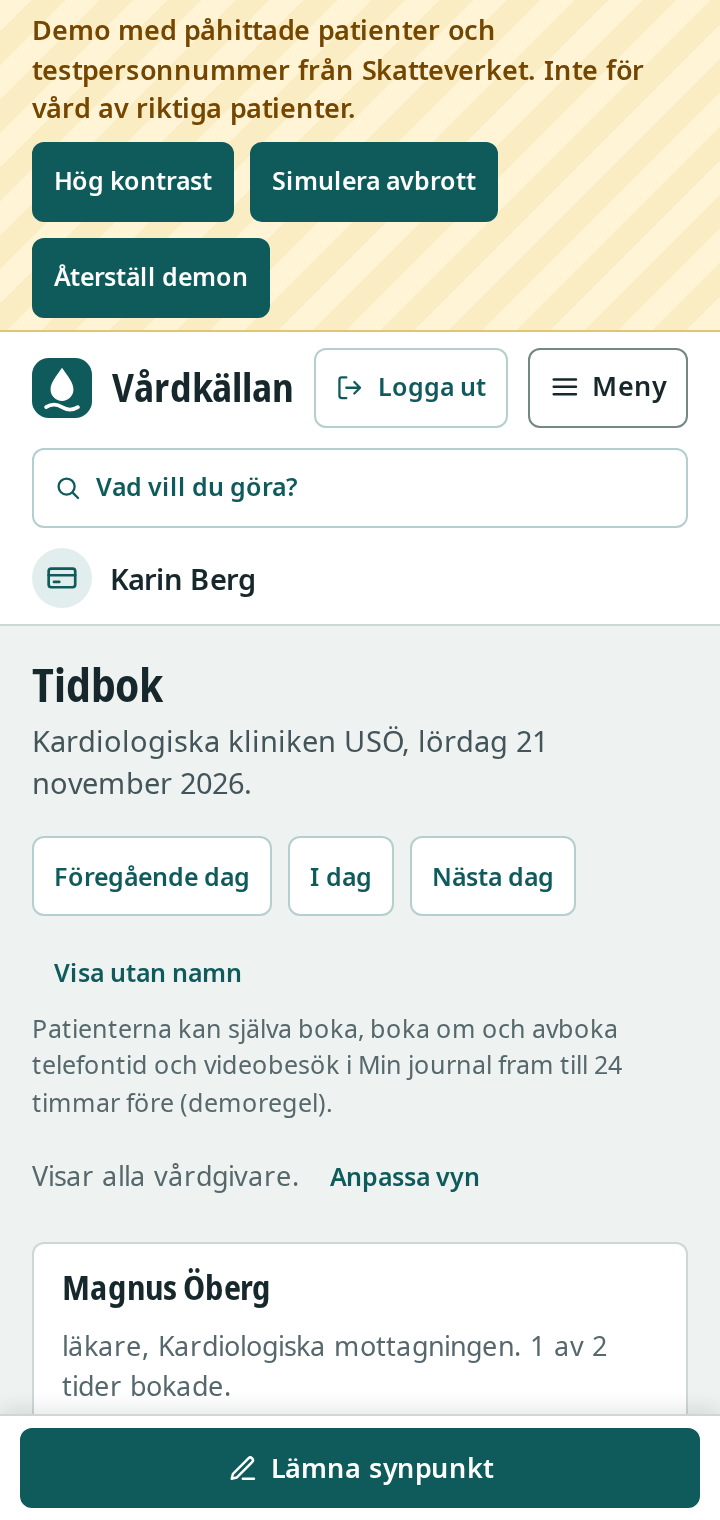 Demo med påhittade patienter och
testpersonnummer från Skatteverket. Inte för
vård av riktiga patienter.
Hög kontrast
Simulera avbrott
Återställ demon
Vårdkällan
Logga ut
Meny
Vad vill du göra?
Karin Berg
Tidbok
Kardiologiska kliniken USÖ, lördag 21
november 2026.
Föregående dag
I dag
Nästa dag
Visa utan namn
Patienterna kan själva boka, boka om och avboka
telefontid och videobesök i Min journal fram till 24
timmar före (demoregel).
Visar alla vårdgivare.
Anpassa vyn
Magnus Öberg
läkare, Kardiologiska mottagningen. 1 av 2
tider bokade.
Lämna synpunkt